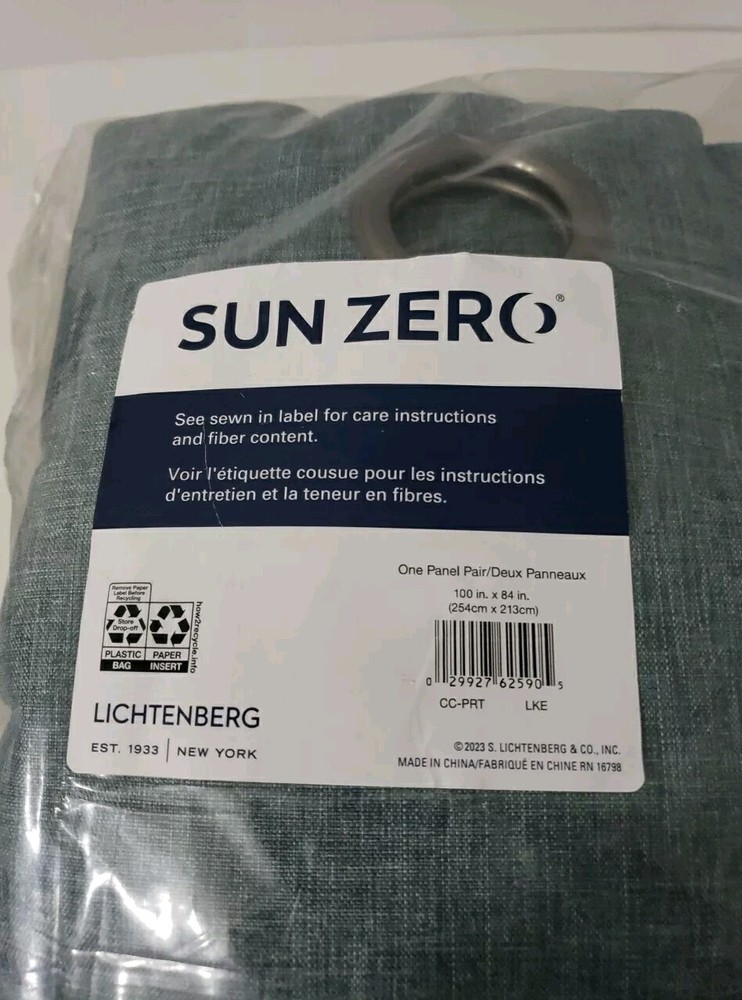 SUN ZERO®
See sewn in label for care instructions
and fiber content.
Voir l'étiquette cousue pour les instructions
d'entretien et la teneur en fibres.
One Panel Pair/Deux Panneaux
100 in. x 84 in.
(254cm x 213cm)
0 29927 62590 5
CC-PRT LKE
Remove Paper
Label Before
Recycling
Store
Drop-off
PLASTIC PAPER
BAG INSERT
how2recycle.info
LICHTENBERG
EST. 1933 | NEW YORK
©2023 S. LICHTENBERG & CO., INC.
MADE IN CHINA/FABRIQUÉ EN CHINE RN 16798